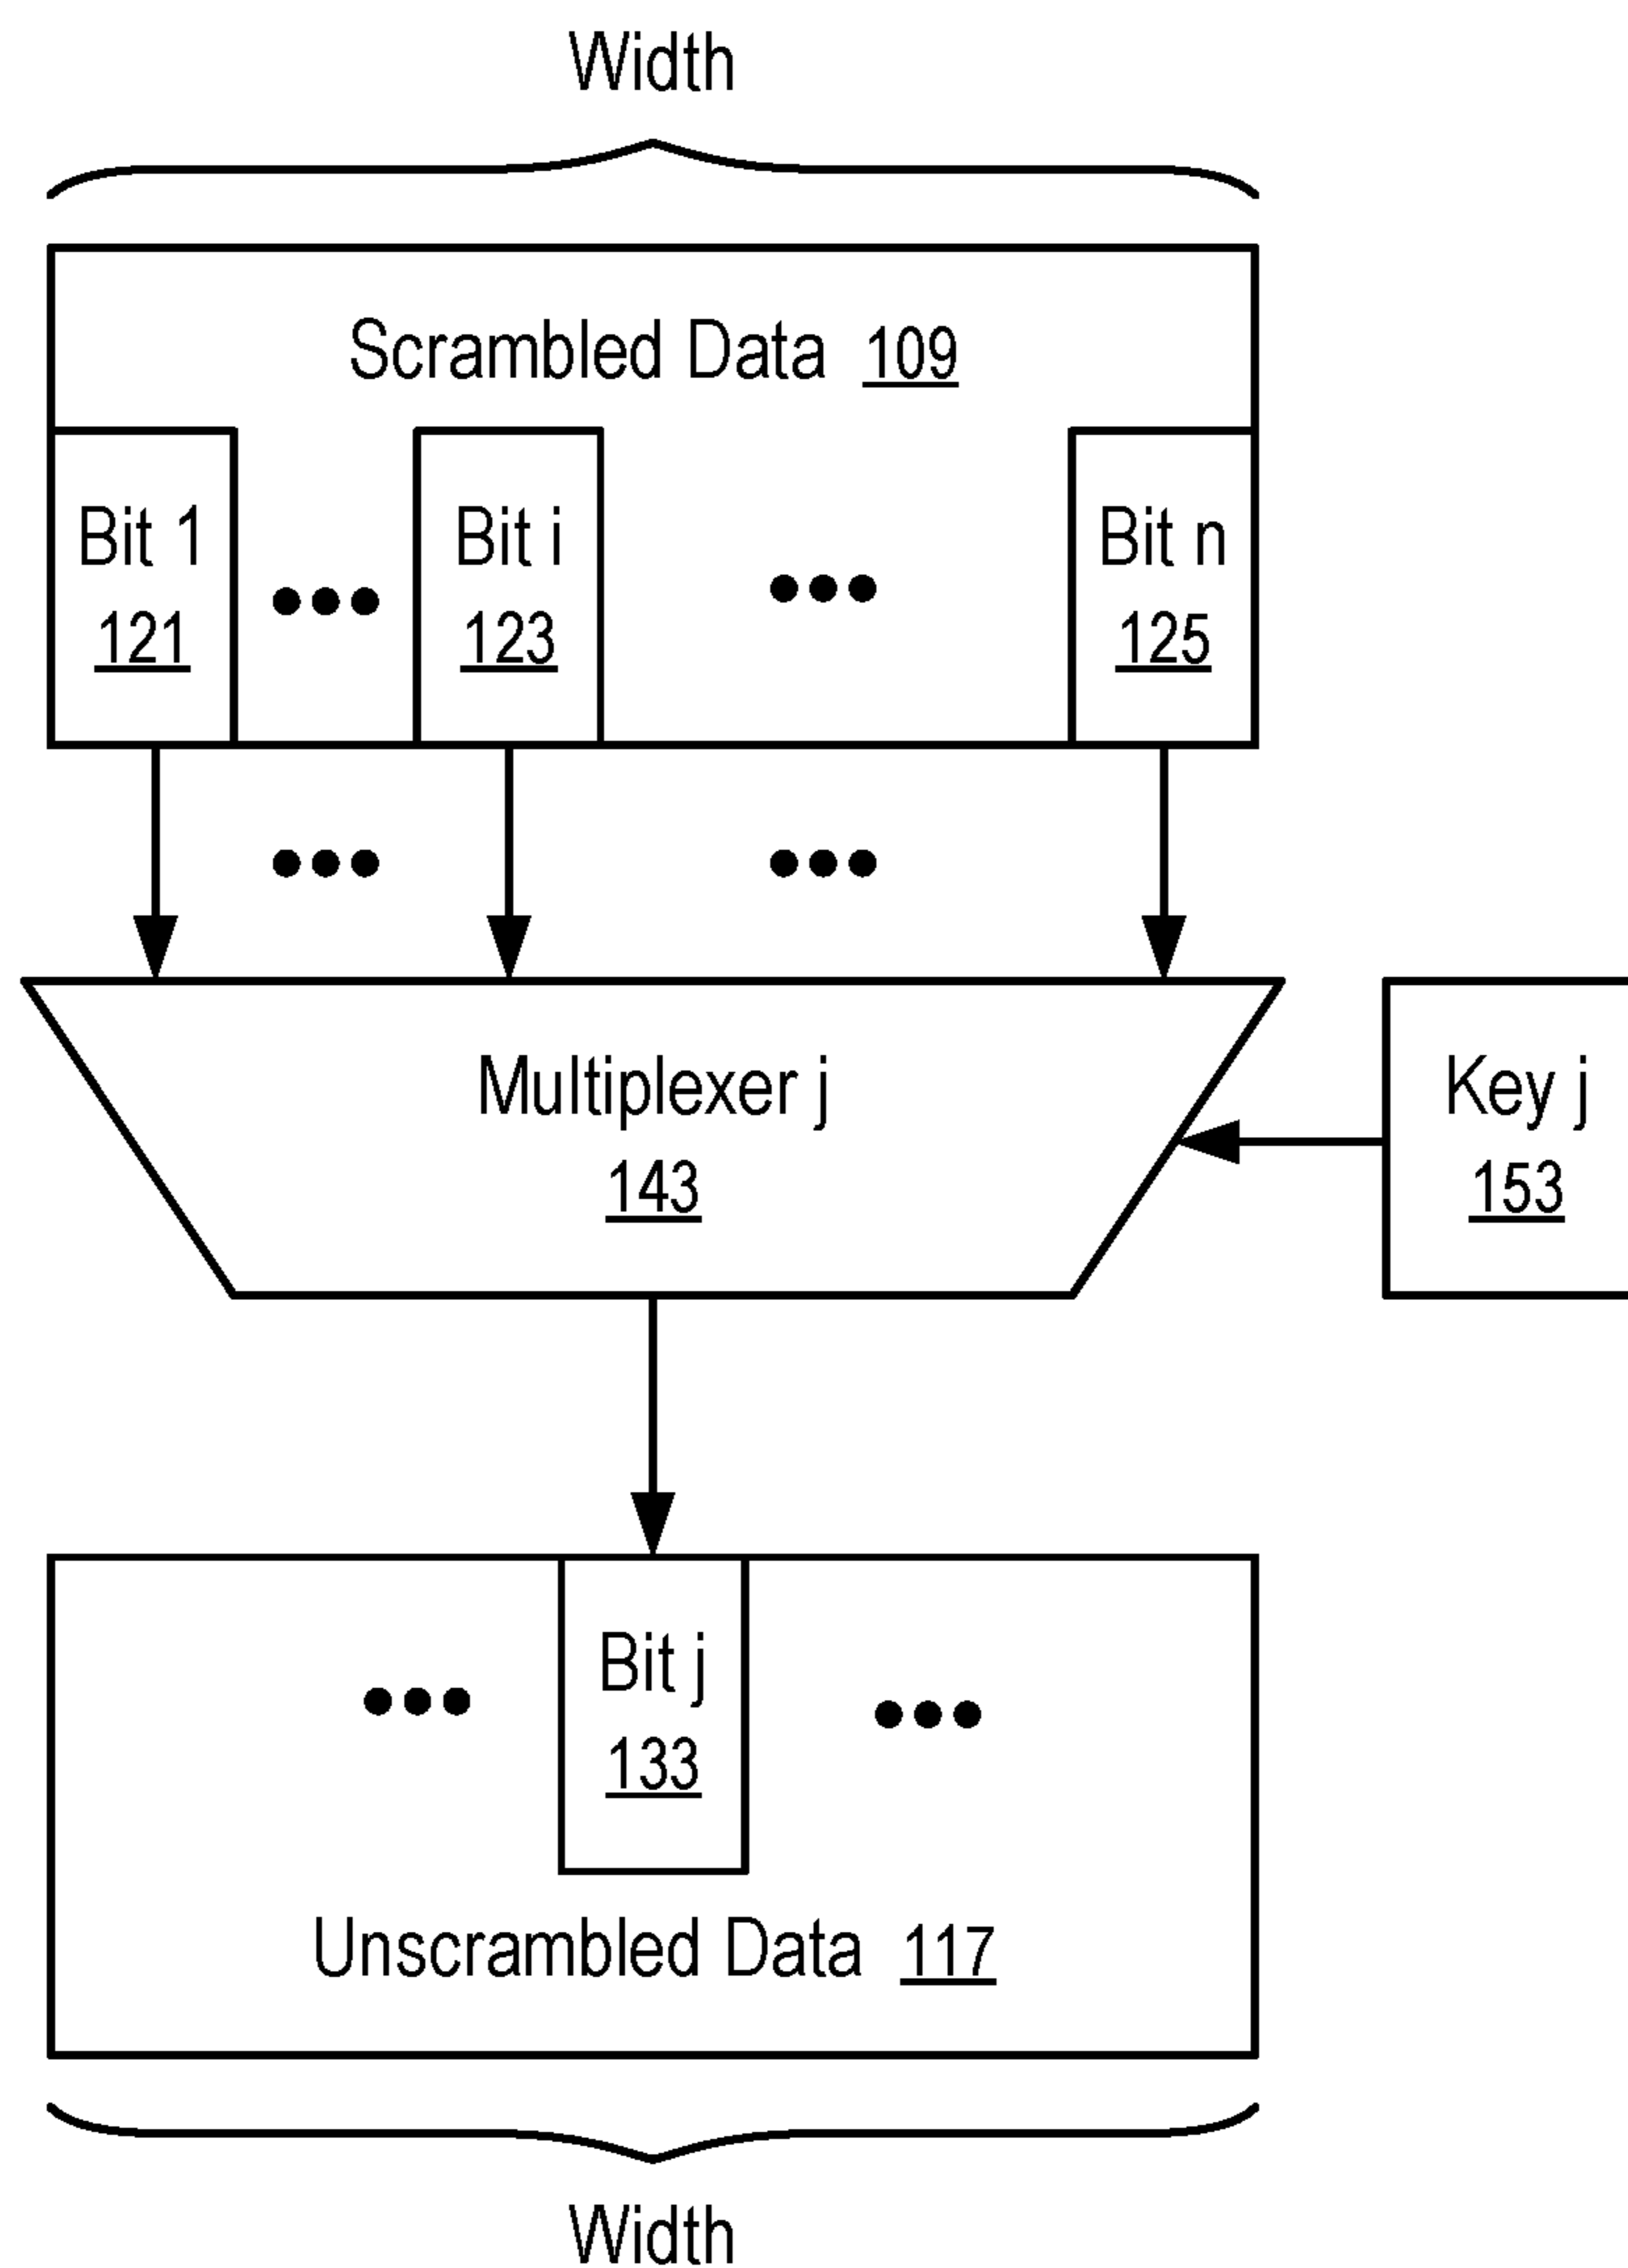 Width
Scrambled Data 109
Bit 1
121
Bit i
123
Bit n
125
Multiplexer j
143
Key j
153
Bit j
133
Unscrambled Data 117
Width